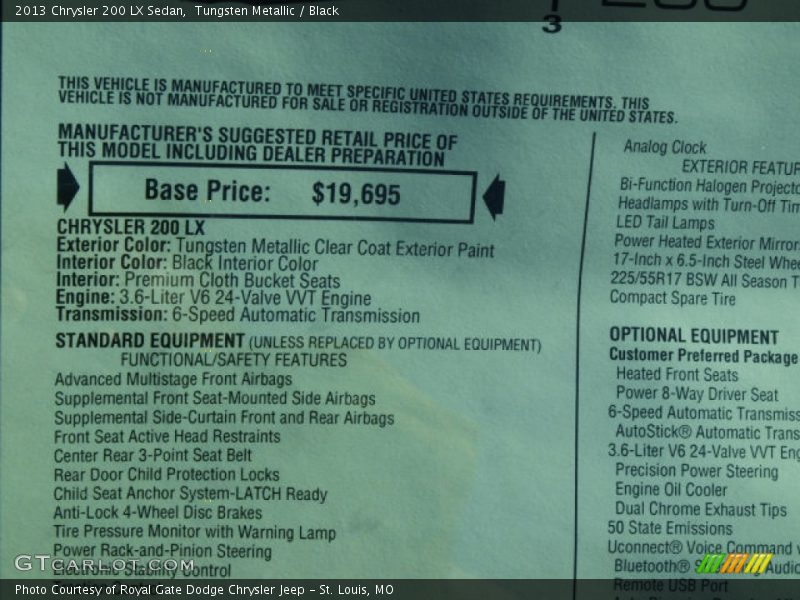 2013 Chrysler 200 LX Sedan,  Tungsten Metallic / Black
3
THIS VEHICLE IS MANUFACTURED TO MEET SPECIFIC UNITED STATES REQUIREMENTS. THIS
VEHICLE IS NOT MANUFACTURED FOR SALE OR REGISTRATION OUTSIDE OF THE UNITED STATES.
MANUFACTURER'S SUGGESTED RETAIL PRICE OF
THIS MODEL INCLUDING DEALER PREPARATION
Base Price: $19,695
CHRYSLER 200 LX
Exterior Color: Tungsten Metallic Clear Coat Exterior Paint
Interior Color: Black Interior Color
Interior: Premium Cloth Bucket Seats
Engine: 3.6-Liter V6 24-Valve VVT Engine
Transmission: 6-Speed Automatic Transmission
STANDARD EQUIPMENT (UNLESS REPLACED BY OPTIONAL EQUIPMENT)
FUNCTIONAL/SAFETY FEATURES
Advanced Multistage Front Airbags
Supplemental Front Seat-Mounted Side Airbags
Supplemental Side-Curtain Front and Rear Airbags
Front Seat Active Head Restraints
Center Rear 3-Point Seat Belt
Rear Door Child Protection Locks
Child Seat Anchor System-LATCH Ready
Anti-Lock 4-Wheel Disc Brakes
Tire Pressure Monitor with Warning Lamp
Power Rack-and-Pinion Steering
Electronic Stability Control
Analog Clock
EXTERIOR FEATUR
Bi-Function Halogen Projecto
Headlamps with Turn-Off Tim
LED Tail Lamps
Power Heated Exterior Mirror
17-Inch x 6.5-Inch Steel Whee
225/55R17 BSW All Season T
Compact Spare Tire
OPTIONAL EQUIPMENT
Customer Preferred Package
Heated Front Seats
Power 8-Way Driver Seat
6-Speed Automatic Transmiss
AutoStick® Automatic Trans
3.6-Liter V6 24-Valve VVT Eng
Precision Power Steering
Engine Oil Cooler
Dual Chrome Exhaust Tips
50 State Emissions
Uconnect® Voice Command w
Bluetooth® Audio
Remote USB Port
GTcarlot.com
Photo Courtesy of Royal Gate Dodge Chrysler Jeep - St. Louis, MO